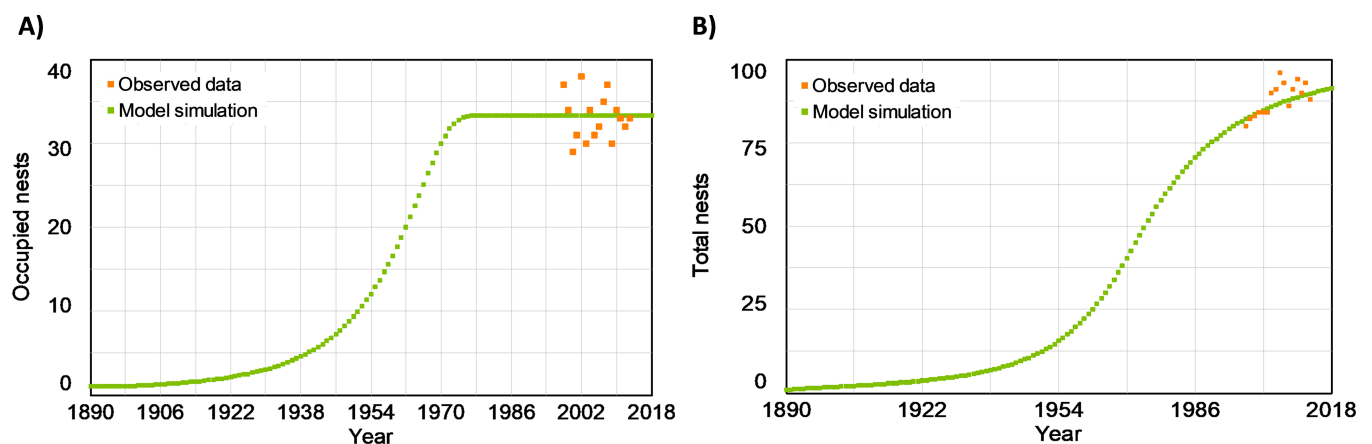 A)
40
30
20
10
0
Occupied nests
Observed data
Model simulation
1890 1906 1922 1938 1954 1970 1986 2002 2018
Year
B)
100
75
50
25
0
Total nests
Observed data
Model simulation
1890 1922 1954 1986 2018
Year